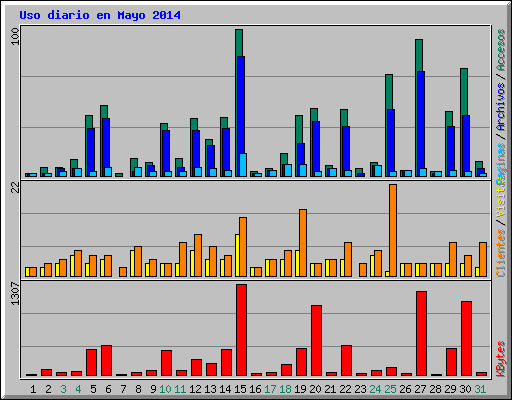 Uso diario en Mayo 2014
100
22
1307
Paginas / Archivos / Accesos
Clientes / Visitas
KBytes
1 2 3 4 5 6 7 8 9 10 11 12 13 14 15 16 17 18 19 20 21 22 23 24 25 26 27 28 29 30 31